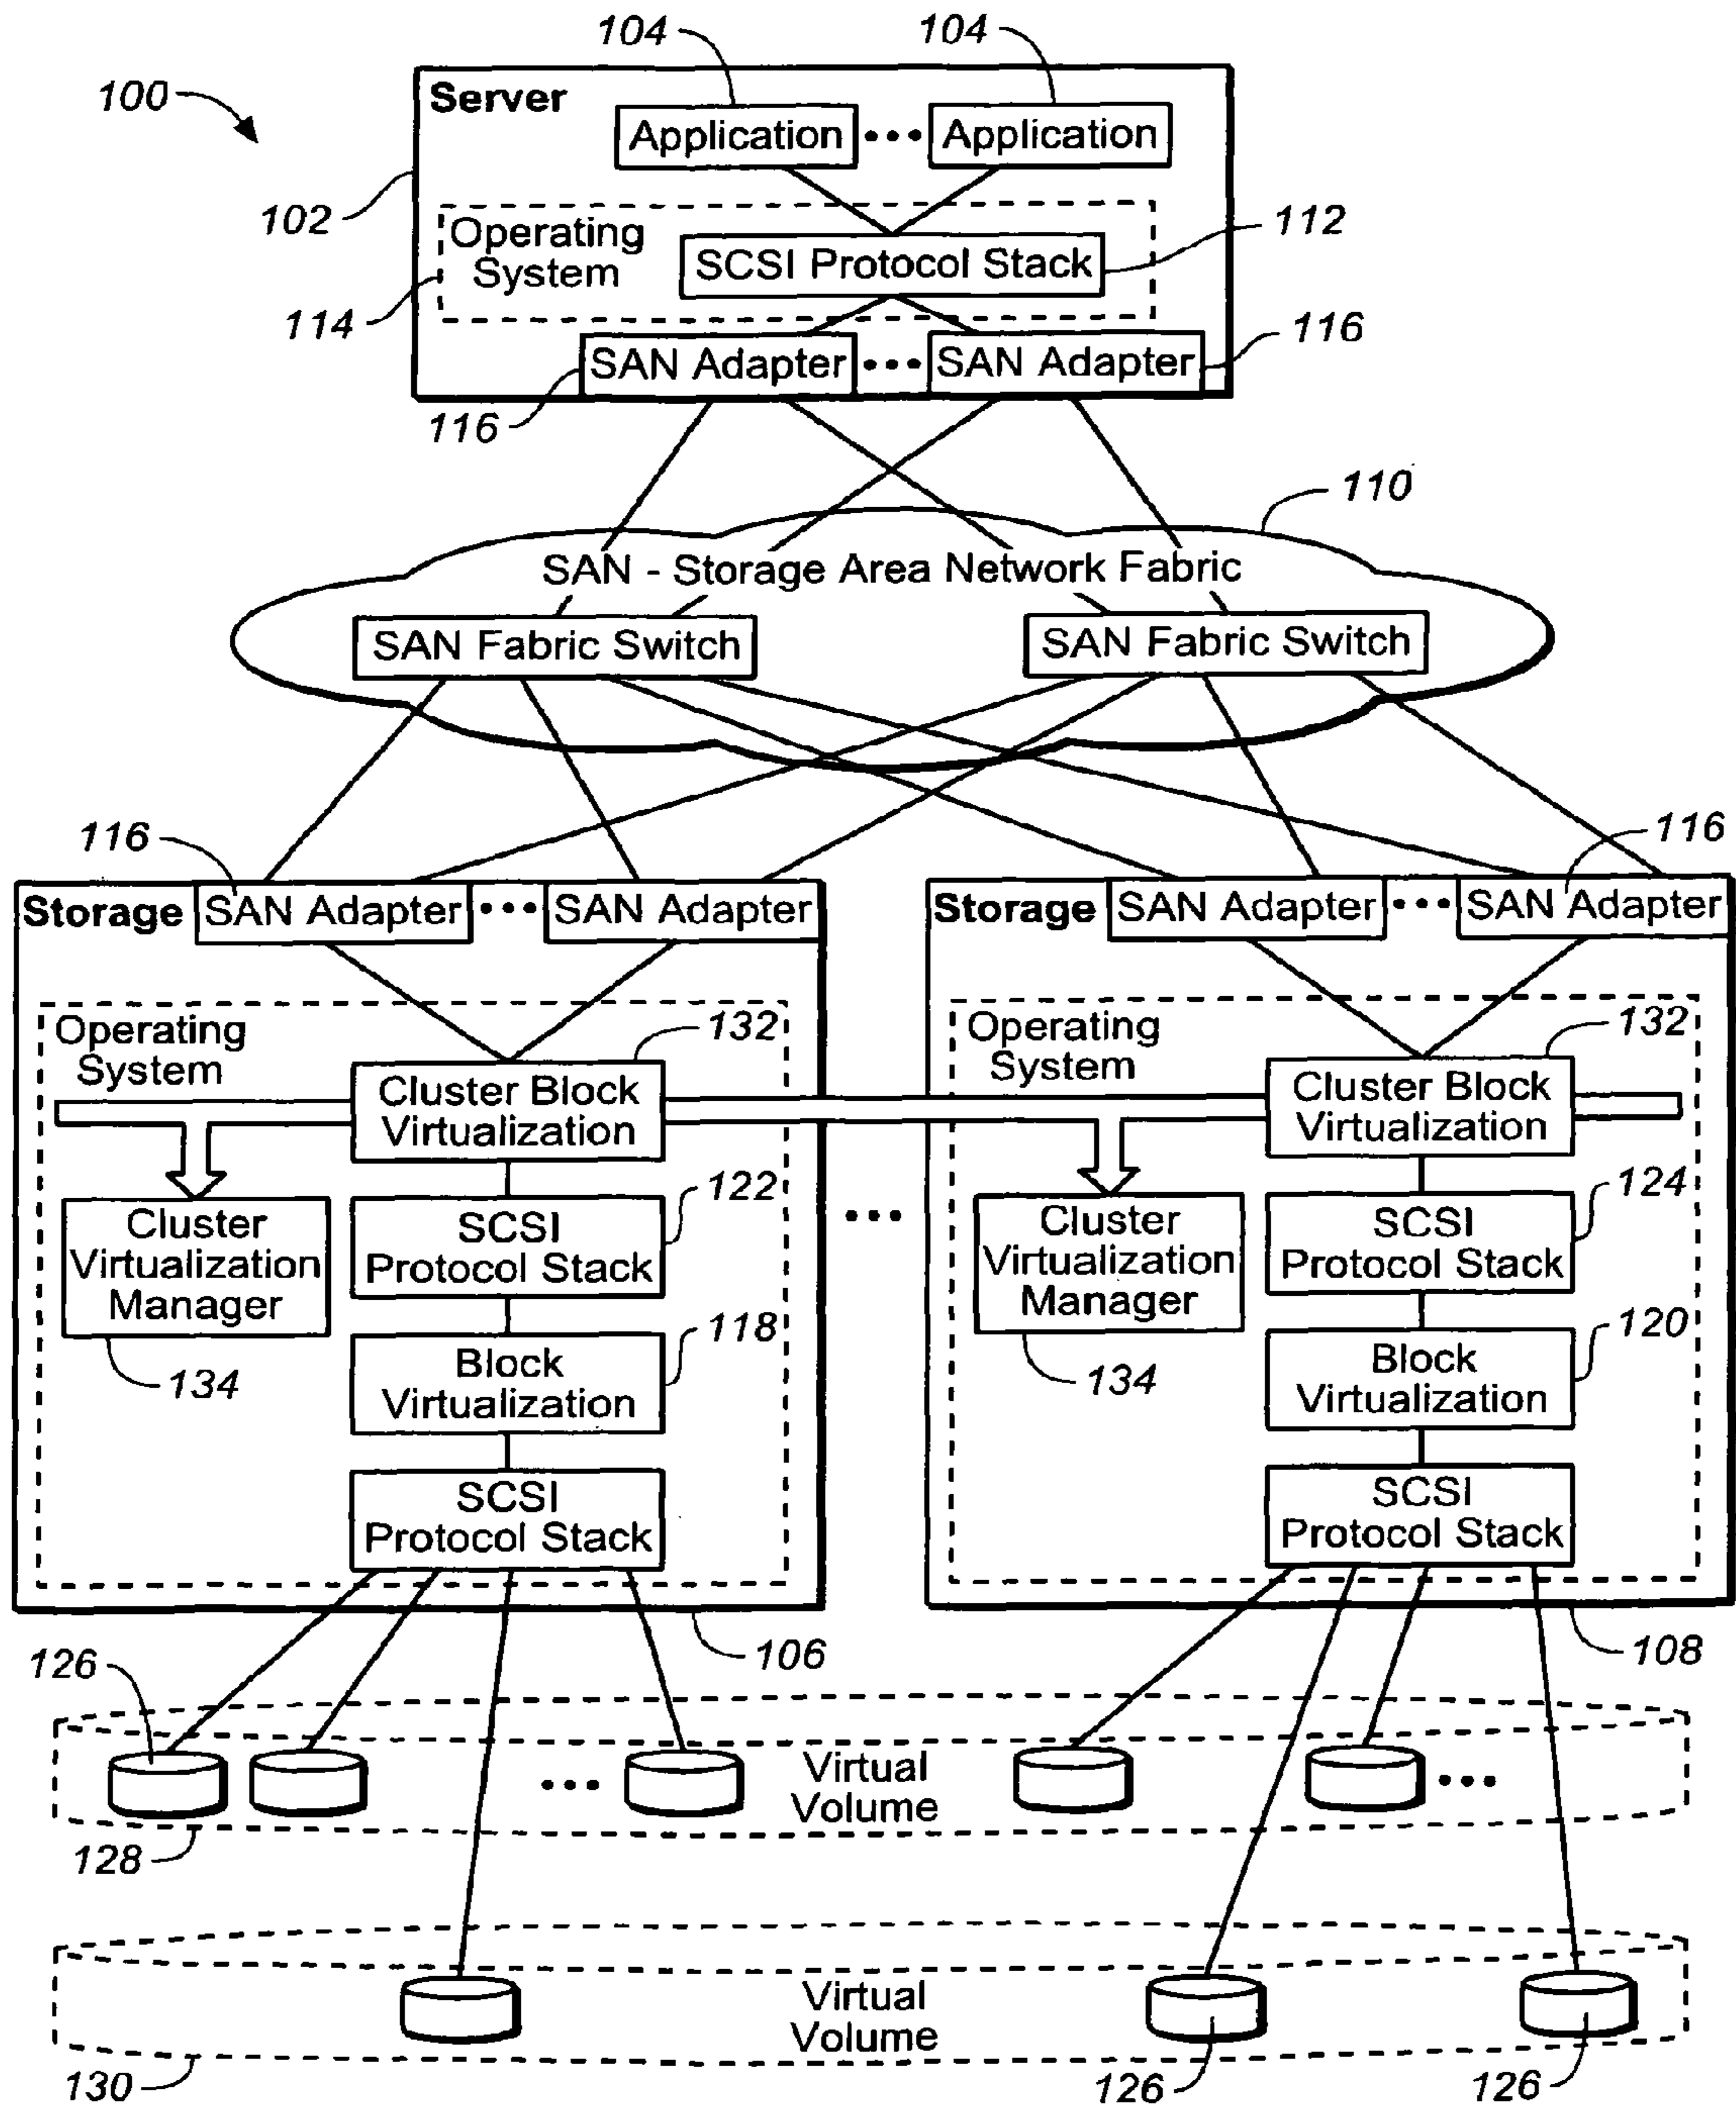 104
104
100
Server
Application ••• Application
102
Operating
System
112
SCSI Protocol Stack
114
116
SAN Adapter ••• SAN Adapter
116
110
SAN - Storage Area Network Fabric
SAN Fabric Switch
SAN Fabric Switch
116
116
Storage SAN Adapter ••• SAN Adapter
Storage SAN Adapter ••• SAN Adapter
Operating
System
132
Cluster Block
Virtualization
Operating
System
132
Cluster Block
Virtualization
Cluster
Virtualization
Manager
134
122
SCSI
Protocol Stack
118
Block
Virtualization
SCSI
Protocol Stack
106
•••
Cluster
Virtualization
Manager
134
124
SCSI
Protocol Stack
120
Block
Virtualization
SCSI
Protocol Stack
108
126
•••
Virtual
Volume
•••
128
Virtual
Volume
130
126
126